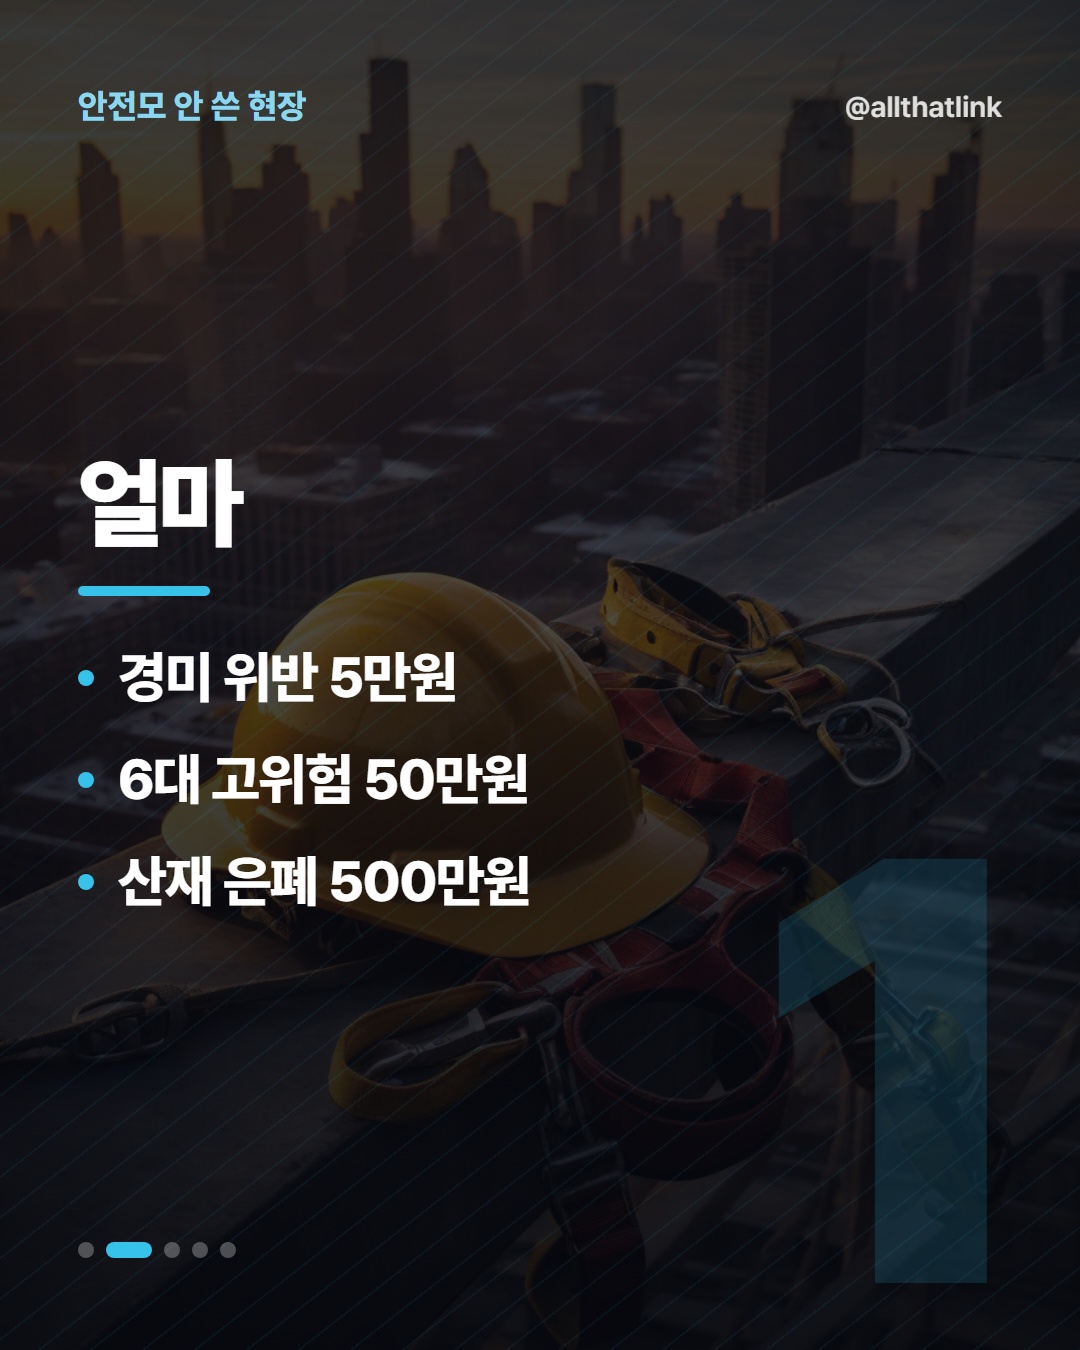 안전모 안 쓴 현장
@allthatlink
얼마
경미 위반 5만원
6대 고위험 50만원
산재 은폐 500만원
1